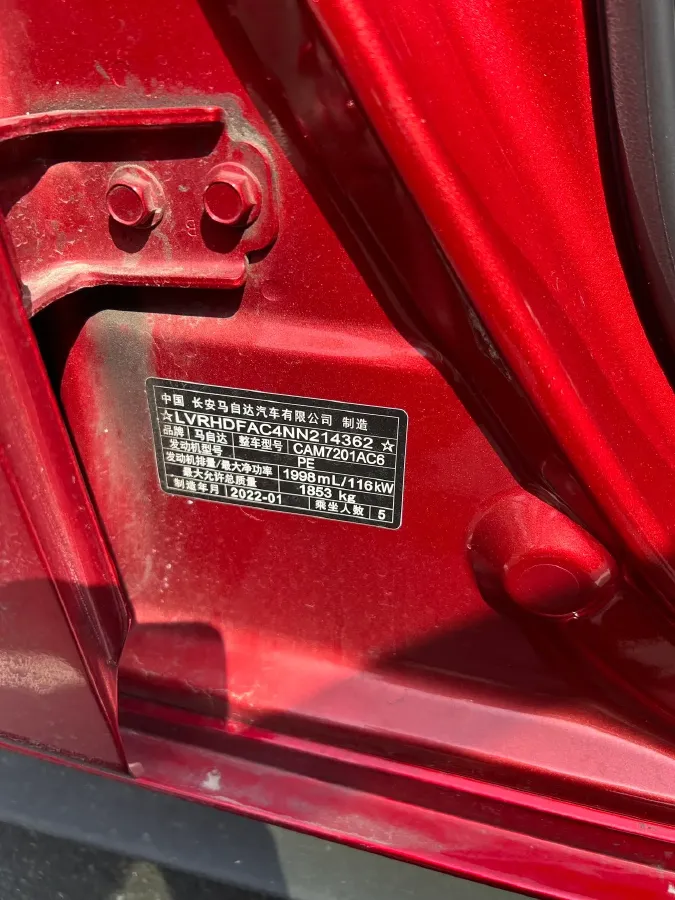 中国 长安马自达汽车有限公司 制造
☆LVRHDFAC4NN214362☆
品牌 马自达 整车型号 CAM7201AC6
发动机型号 PE
发动机排量/最大净功率 1998mL/116kW
最大允许总质量 1853 kg
制造年月 2022-01 乘坐人数 5